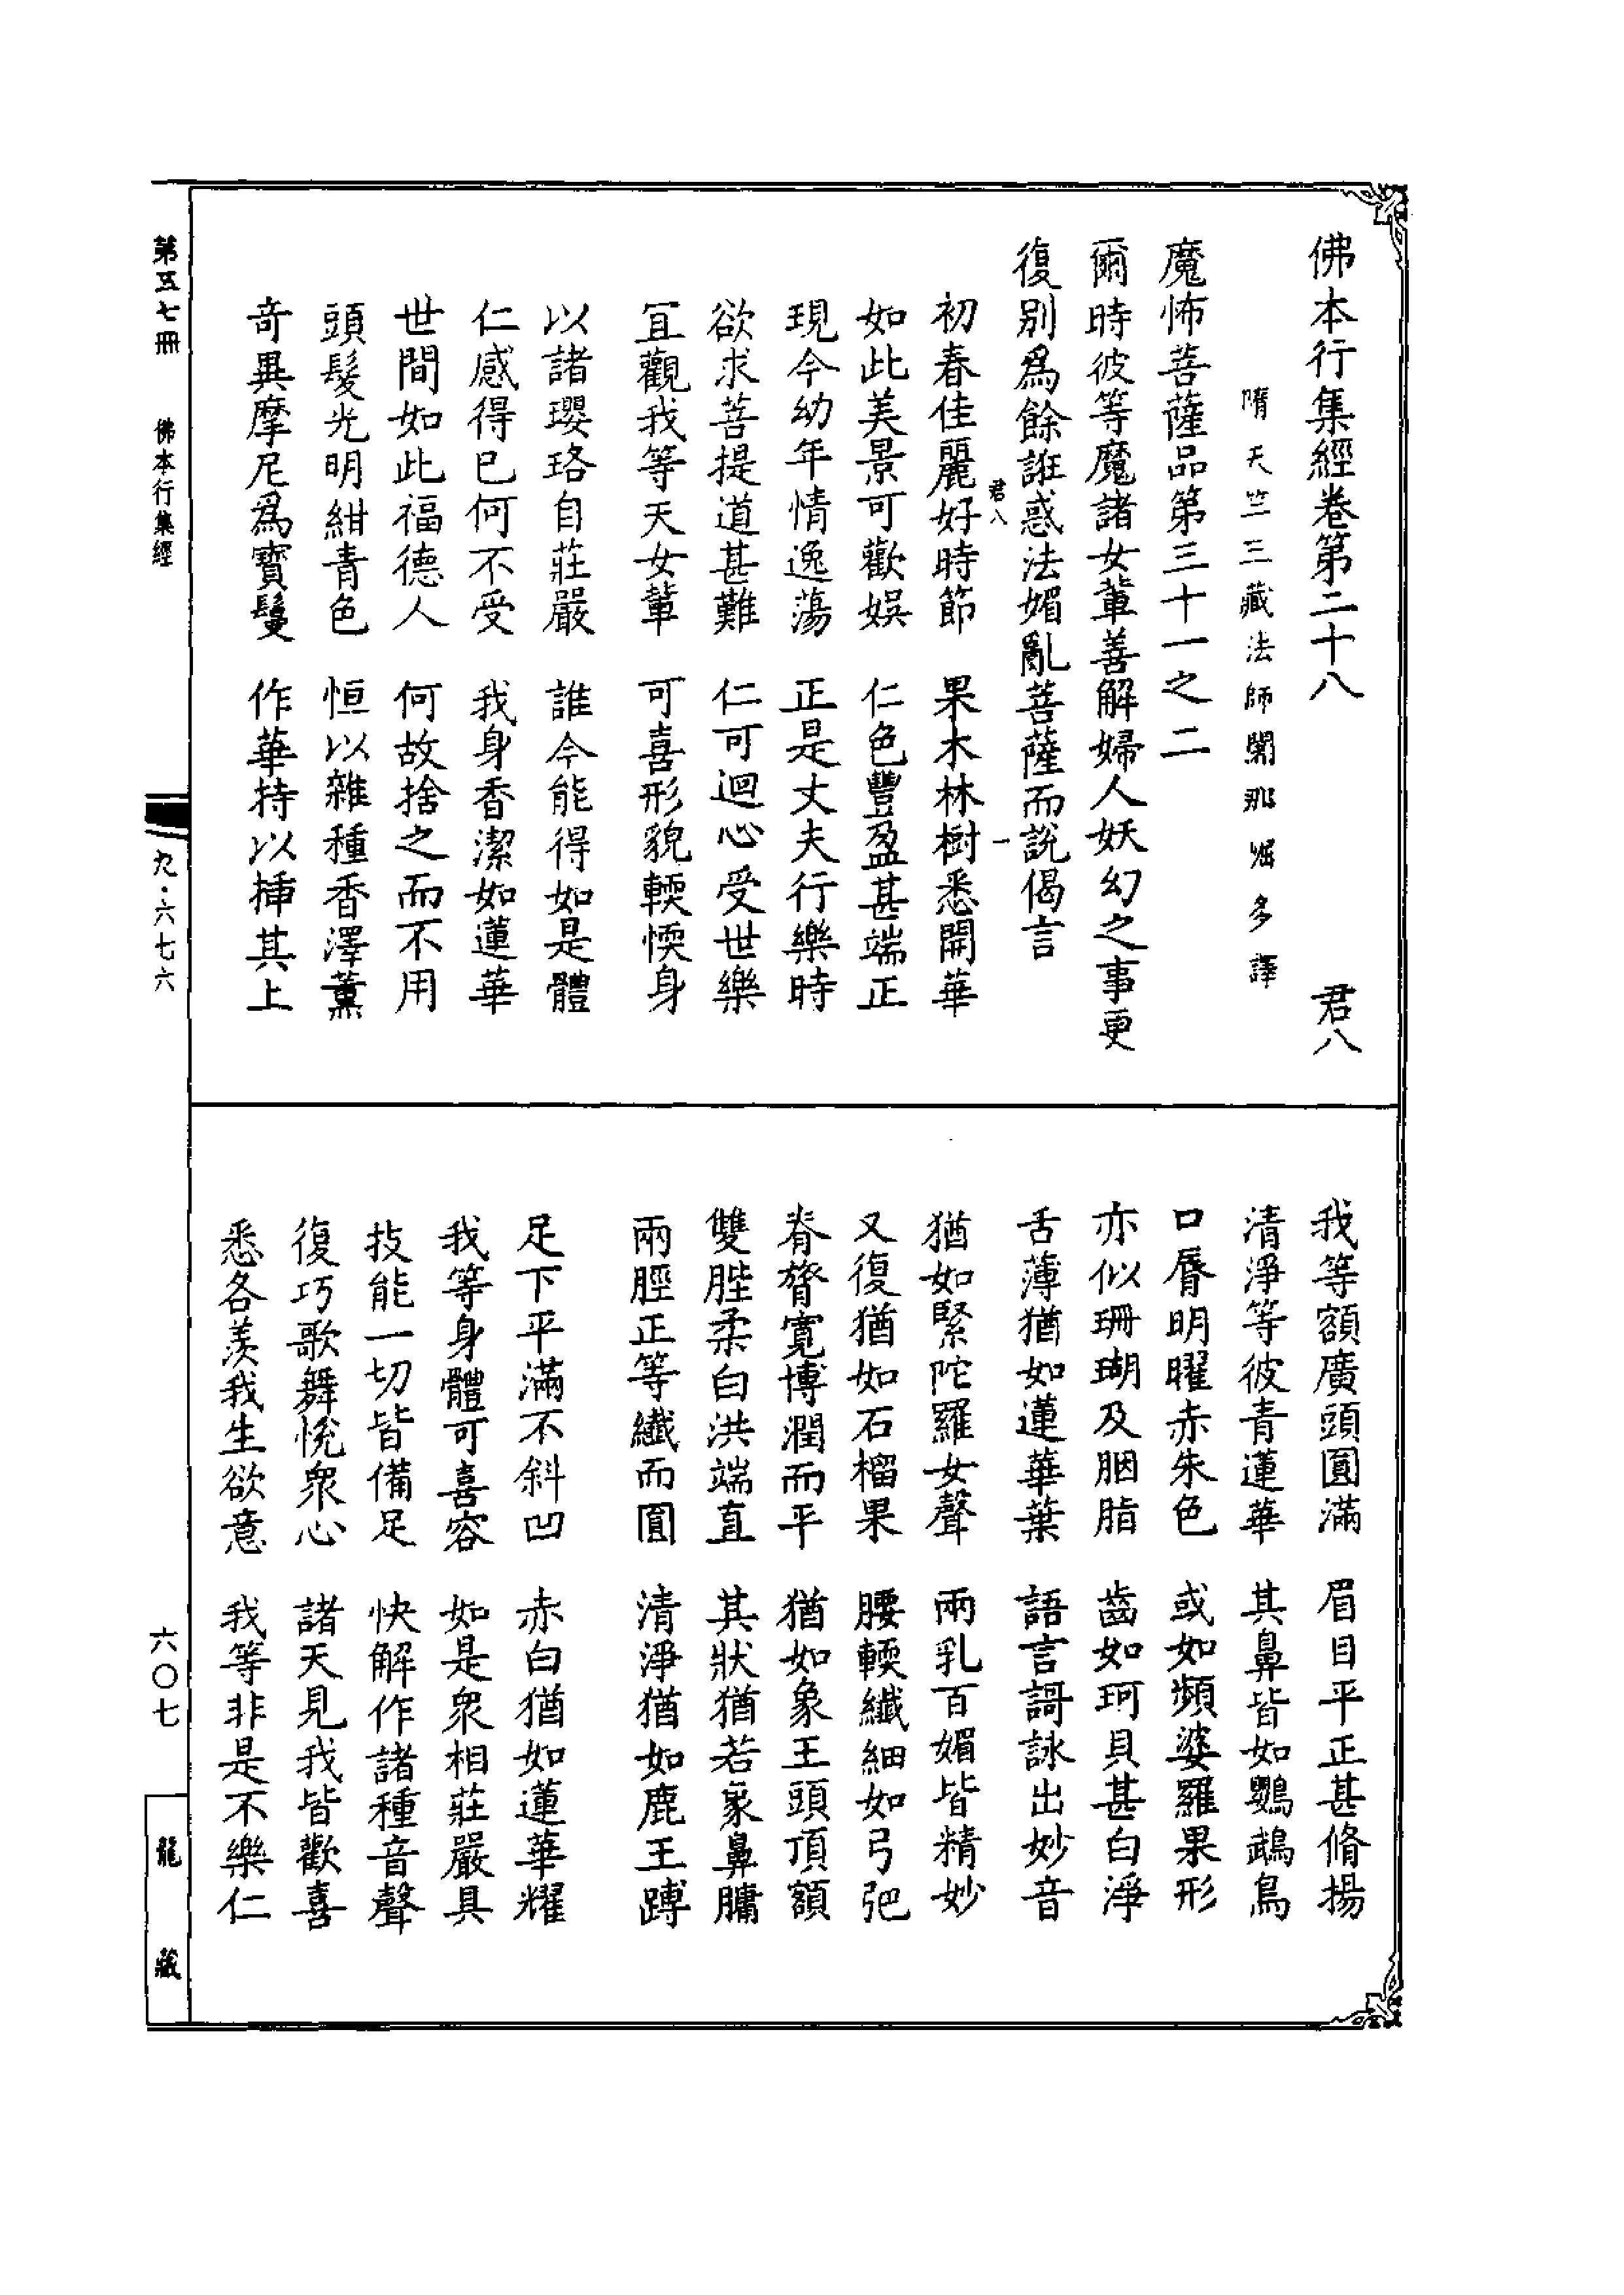 佛本行集經卷第二十八　君八
隋天竺三藏法師闍那崛多譯
魔怖菩薩品第三十一之二
爾時彼等魔諸女輩善解婦人妖幻之事更
復別爲餘誑惑法媚亂菩薩而說偈言
君八　一
初春佳麗好時節　果木林樹悉開華
如此美景可歡娛　仁色豐盈甚端正
現今幼年情逸蕩　正是丈夫行樂時
欲求菩提道甚難　仁可迴心受世樂
宜觀我等天女輩　可喜形貌輭愞身
以諸瓔珞自莊嚴　誰今能得如是體
仁感得已何不受　我身香潔如蓮華
世間如此福德人　何故捨之而不用
頭髮光明紺青色　恒以雜種香澤薰
奇異摩尼爲寶鬘　作華持以插其上
我等額廣頭圓滿　眉目平正甚脩揚
清淨等彼青蓮華　其鼻皆如鸚鵡鳥
口脣明曜赤朱色　或如頻婆羅果形
亦似珊瑚及胭脂　齒如珂貝甚白淨
舌薄猶如蓮華葉　語言謌詠出妙音
猶如緊陀羅女聲　兩乳百媚皆精妙
又復猶如石榴果　腰輭纖細如弓弝
脊膂寬博潤而平　猶如象王頭頂額
雙䏶柔白洪端直　其狀猶若象鼻𦟛
兩脛正等纖而圓　清淨猶如鹿王蹲
足下平滿不斜凹　赤白猶如蓮華耀
我等身體可喜容　如是衆相莊嚴具
技能一切皆備足　快解作諸種音聲
復巧歌舞悅衆心　諸天見我皆歡喜
悉各羨我生欲意　我等非是不樂仁
第五七冊　佛本行集經
九·六七六
六〇七
龍藏